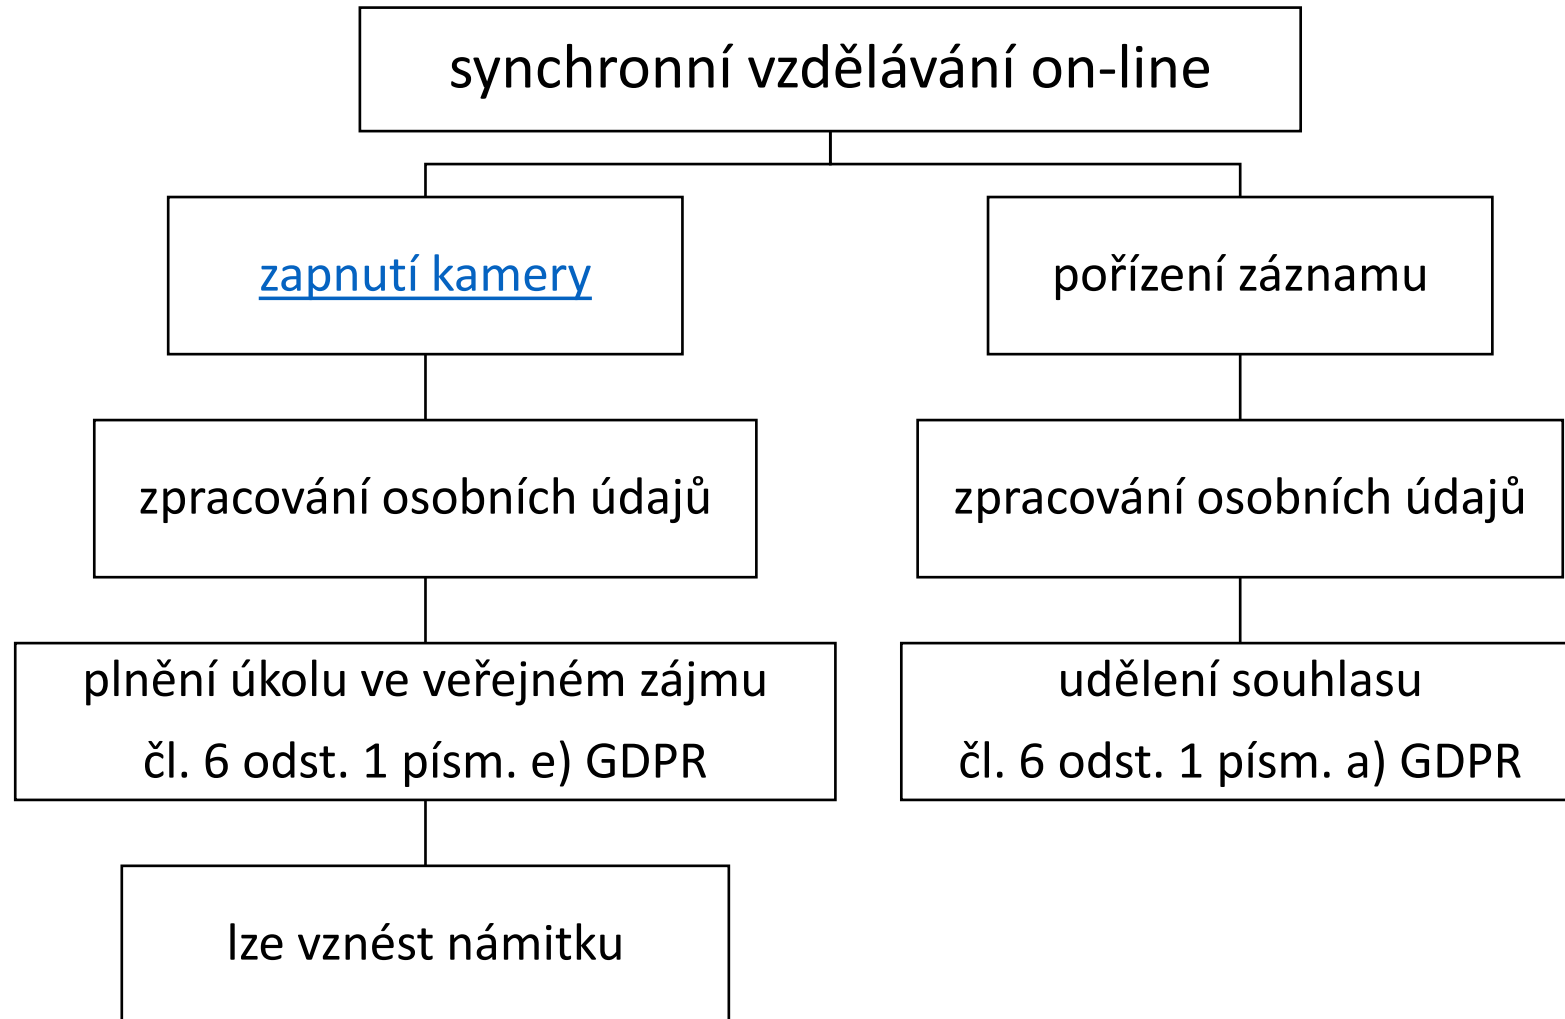 synchronní vzdělávání on-line
zapnutí kamery
pořízení záznamu
zpracování osobních údajů
zpracování osobních údajů
plnění úkolu ve veřejném zájmu
čl. 6 odst. 1 písm. e) GDPR
udělení souhlasu
čl. 6 odst. 1 písm. a) GDPR
lze vznést námitku